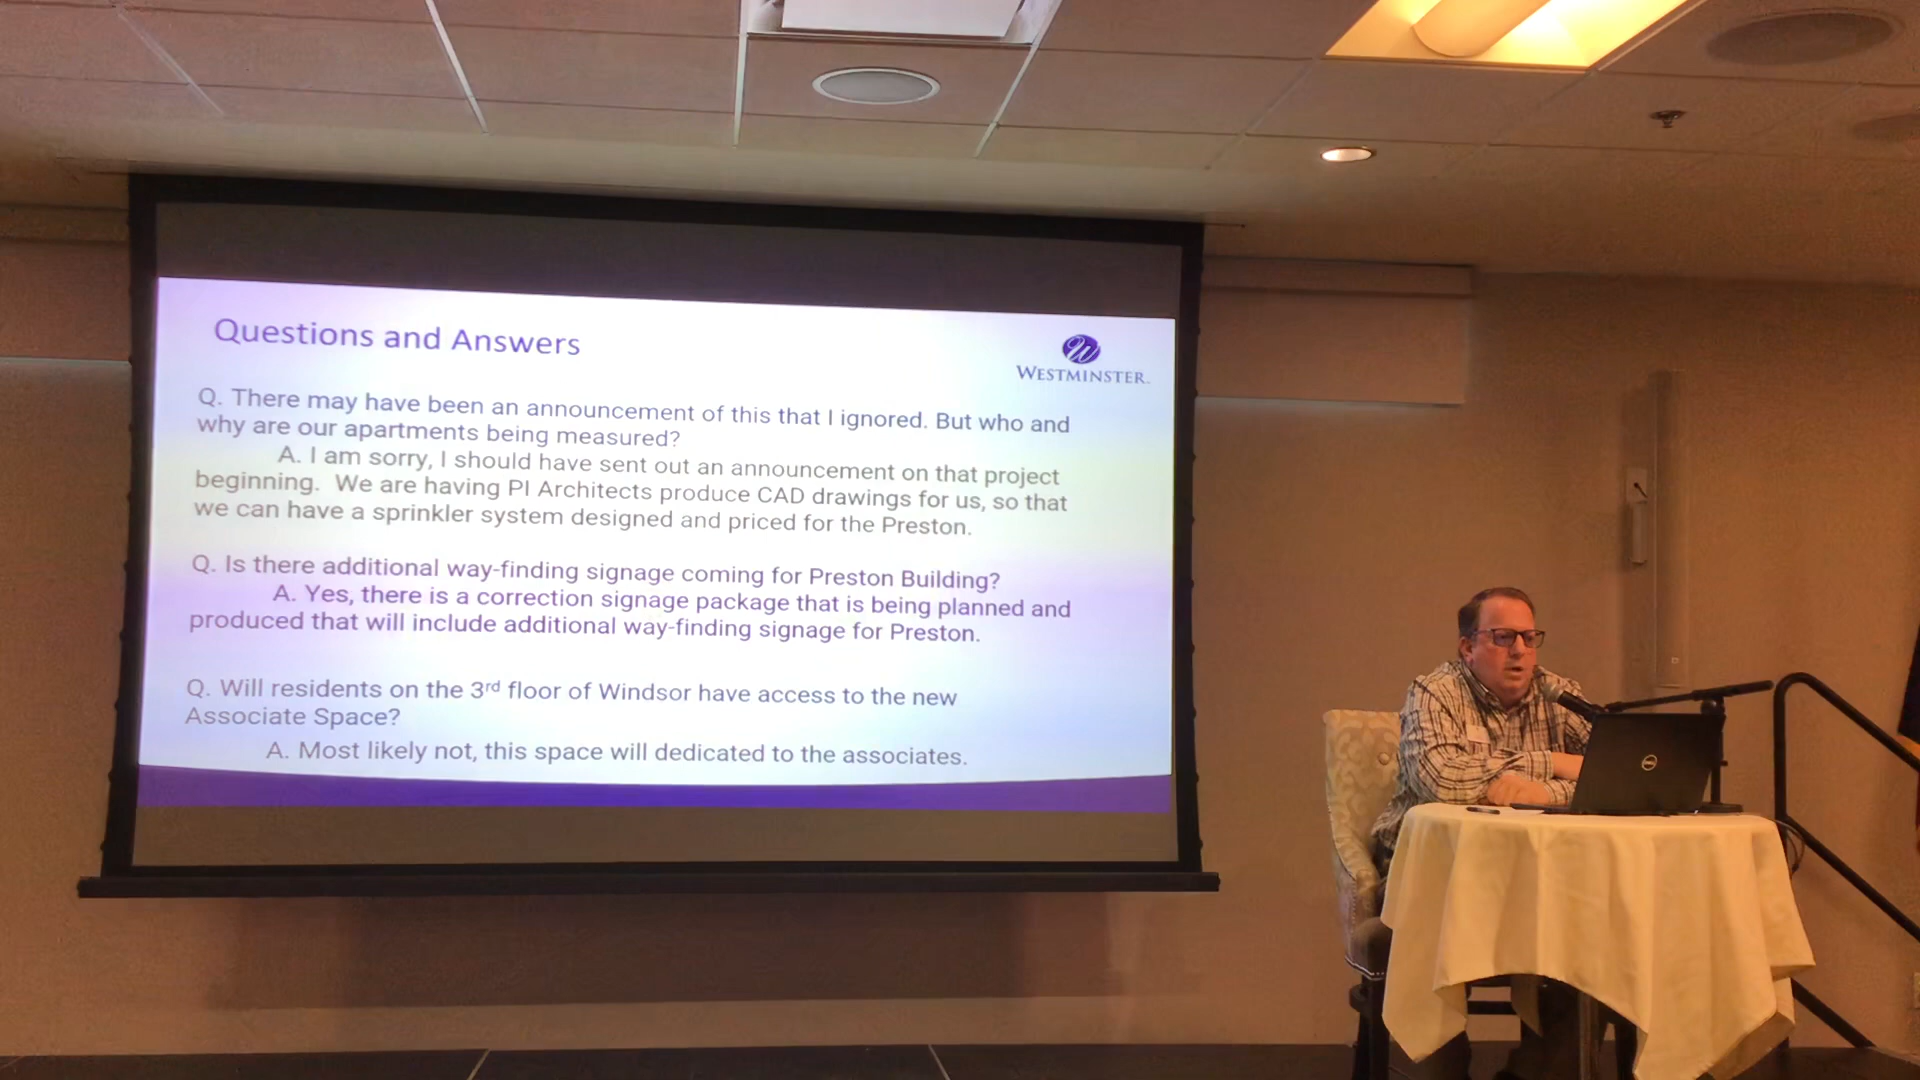 Questions and Answers
WESTMINSTER.
Q. There may have been an announcement of this that I ignored. But who and
why are our apartments being measured?
A. I am sorry, I should have sent out an announcement on that project
beginning. We are having PI Architects produce CAD drawings for us, so that
we can have a sprinkler system designed and priced for the Preston.
Q. Is there additional way-finding signage coming for Preston Building?
A. Yes, there is a correction signage package that is being planned and
produced that will include additional way-finding signage for Preston.
Q. Will residents on the 3rd floor of Windsor have access to the new
Associate Space?
A. Most likely not, this space will dedicated to the associates.
DELL